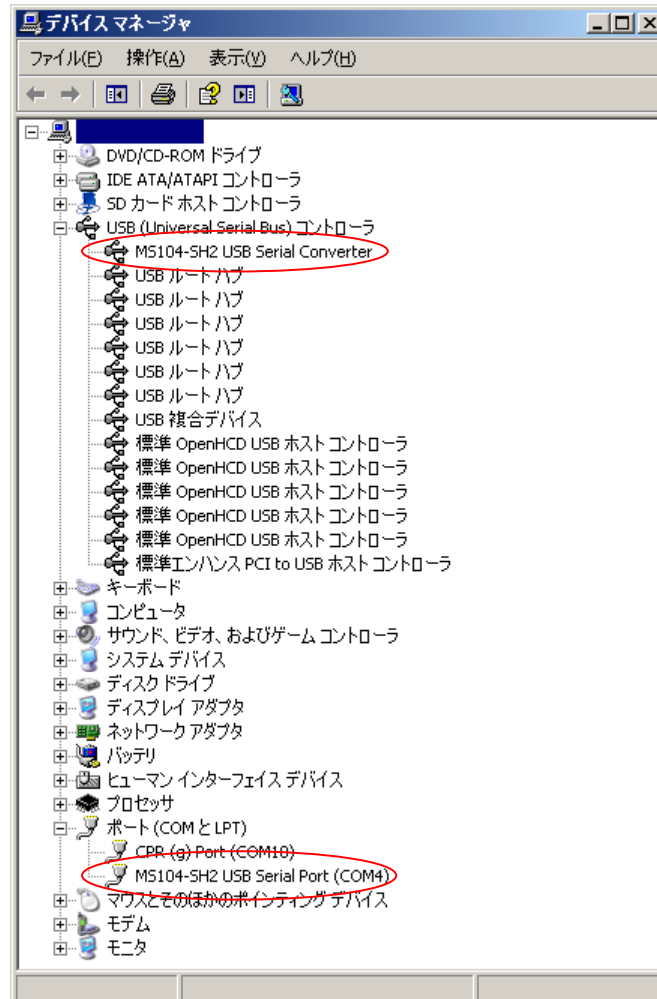 デバイス マネージャ
ファイル(F) 操作(A) 表示(V) ヘルプ(H)
DVD/CD-ROM ドライブ
IDE ATA/ATAPI コントローラ
SD カード ホスト コントローラ
USB (Universal Serial Bus) コントローラ
MS104-SH2 USB Serial Converter
USB ルート ハブ
USB ルート ハブ
USB ルート ハブ
USB ルート ハブ
USB ルート ハブ
USB ルート ハブ
USB 複合デバイス
標準 OpenHCD USB ホスト コントローラ
標準 OpenHCD USB ホスト コントローラ
標準 OpenHCD USB ホスト コントローラ
標準 OpenHCD USB ホスト コントローラ
標準 OpenHCD USB ホスト コントローラ
標準エンハンス PCI to USB ホスト コントローラ
キーボード
コンピュータ
サウンド、ビデオ、およびゲーム コントローラ
システム デバイス
ディスク ドライブ
ディスプレイ アダプタ
ネットワーク アダプタ
バッテリ
ヒューマン インターフェイス デバイス
プロセッサ
ポート (COM と LPT)
CPR (g) Port (COM10)
MS104-SH2 USB Serial Port (COM4)
マウスとそのほかのポインティング デバイス
モデム
モニタ